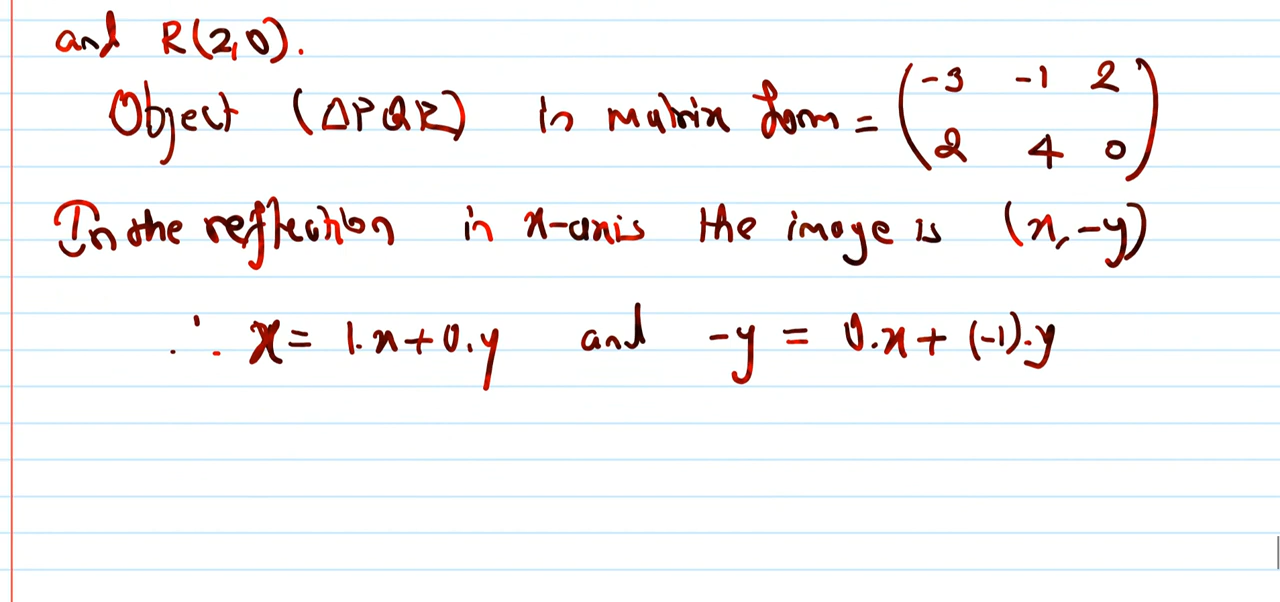 and R(2,0).
Object (ΔPQR) in matrix form = (-3 -1 2
2 4 0)
In the reflection in x-axis the image is (x,-y)
∴ x = 1.x+0.y and -y = 0.x+(-1).y